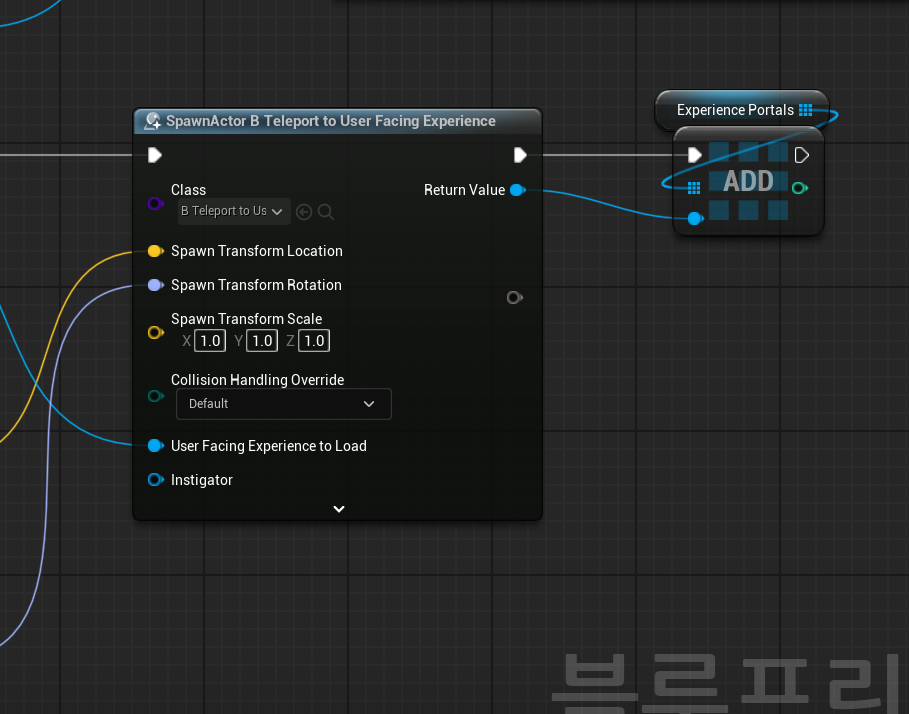 Experience Portals
SpawnActor B Teleport to User Facing Experience
ADD
Class
Return Value
B Teleport to Us
Spawn Transform Location
Spawn Transform Rotation
Spawn Transform Scale
X 1.0 Y 1.0 Z 1.0
Collision Handling Override
Default
User Facing Experience to Load
Instigator
블루프리